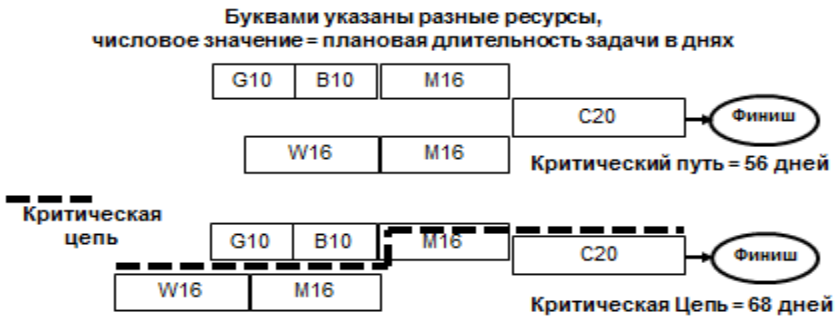 Буквами указаны разные ресурсы,
числовое значение = плановая длительность задачи в днях
G10 B10 M16
C20 Финиш
W16 M16
Критический путь = 56 дней
Критическая
цепь
G10 B10 M16
C20 Финиш
W16 M16
Критическая Цепь = 68 дней